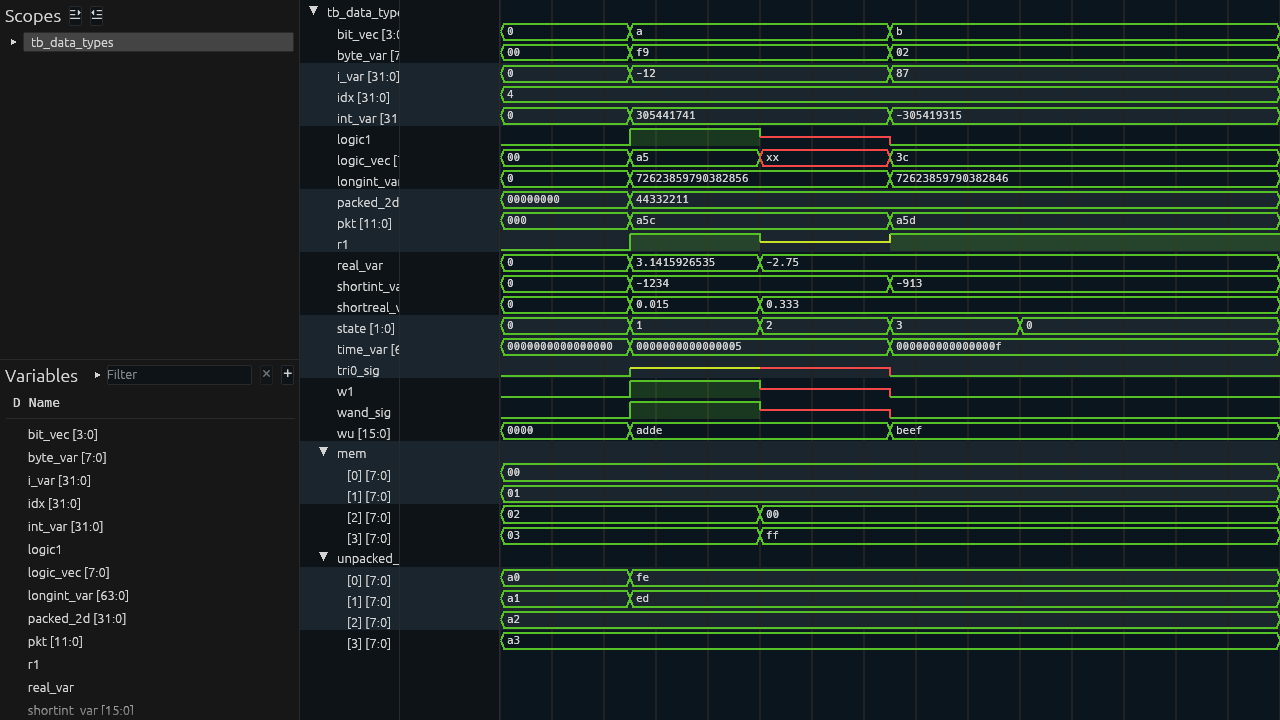 Scopes
tb_data_types
Variables
Filter
D Name
bit_vec [3:0]
byte_var [7:0]
i_var [31:0]
idx [31:0]
int_var [31:0]
logic1
logic_vec [7:0]
longint_var [63:0]
packed_2d [31:0]
pkt [11:0]
r1
real_var
shortint_var [15:0]
tb_data_type
bit_vec [3:0 0 a b
byte_var [7 00 f9 02
i_var [31:0] 0 -12 87
idx [31:0] 4
int_var [31 0 305441741 -305419315
logic1
logic_vec [7 00 a5 xx 3c
longint_var 0 72623859790382856 72623859790382846
packed_2d 00000000 44332211
pkt [11:0] 000 a5c a5d
r1
real_var 0 3.1415926535 -2.75
shortint_va 0 -1234 -913
shortreal_v 0 0.015 0.333
state [1:0] 0 1 2 3 0
time_var [6 0000000000000000 0000000000000005 000000000000000f
tri0_sig
w1
wand_sig
wu [15:0] 0000 adde beef
mem
[0] [7:0] 00
[1] [7:0] 01
[2] [7:0] 02 00
[3] [7:0] 03 ff
unpacked_
[0] [7:0] a0 fe
[1] [7:0] a1 ed
[2] [7:0] a2
[3] [7:0] a3